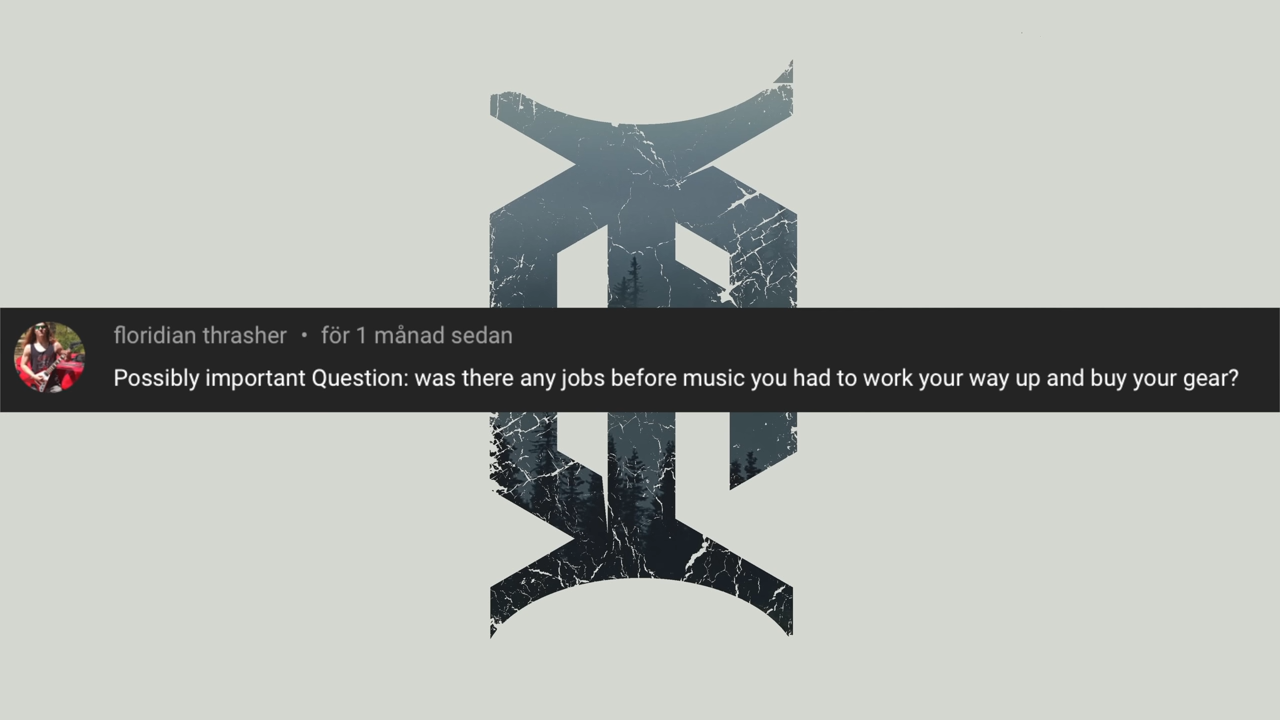 floridian thrasher • för 1 månad sedan
Possibly important Question: was there any jobs before music you had to work your way up and buy your gear?